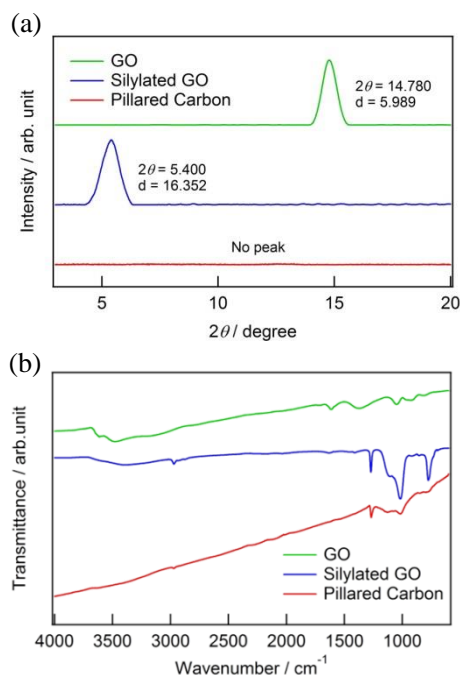 (a)
GO
Silylated GO
Pillared Carbon
2θ = 14.780
d = 5.989
2θ = 5.400
d = 16.352
No peak
Intensity / arb. unit
5 10 15 20
2θ / degree
(b)
Transmittance / arb.unit
GO
Silylated GO
Pillared Carbon
4000 3500 3000 2500 2000 1500 1000
Wavenumber / cm⁻¹